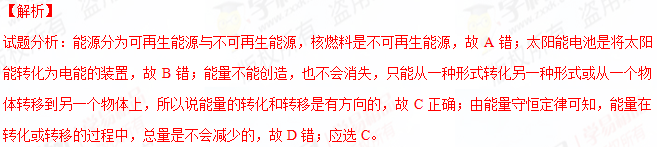 【解析】
试题分析：能源分为可再生能源与不可再生能源，核燃料是不可再生能源，故 A 错；太阳能电池是将太阳
能转化为电能的装置，故 B 错；能量不能创造，也不会消失，只能从一种形式转化另一种形式或从一个物
体转移到另一个物体上，所以说能量的转化和转移是有方向的，故 C 正确；由能量守恒定律可知，能量在
转化或转移的过程中，总量是不会减少的，故 D 错；应选 C。